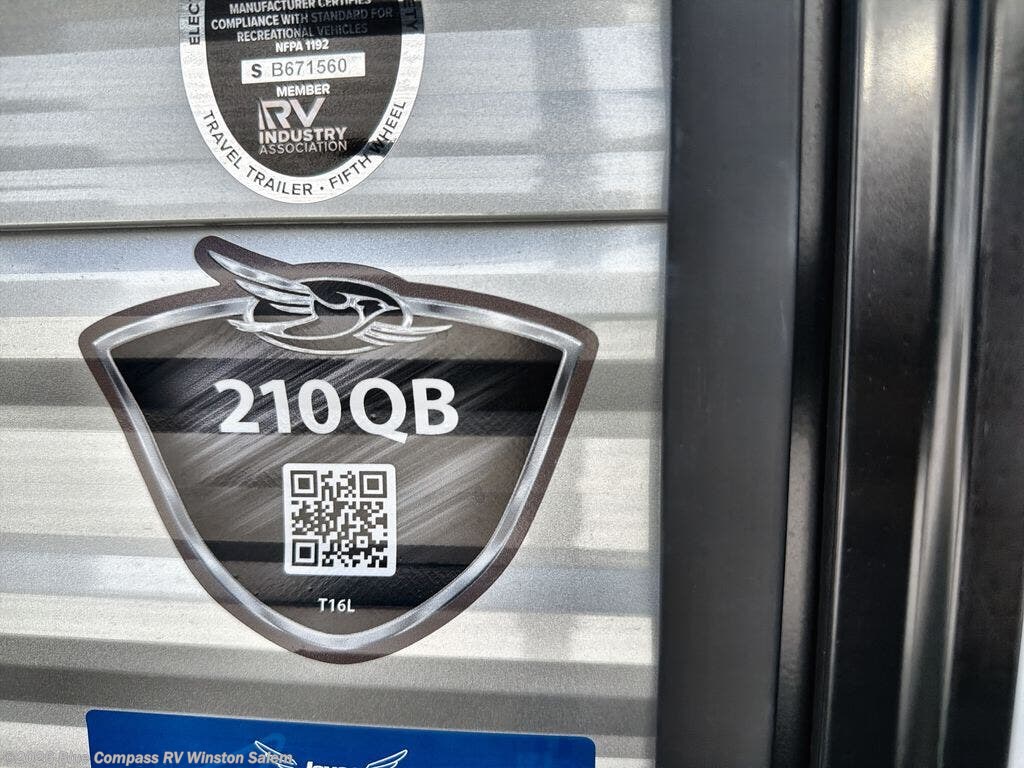 MANUFACTURER CERTIFIES
COMPLIANCE WITH STANDARD FOR
RECREATIONAL VEHICLES
NFPA 1192
S B671560
MEMBER
RV
INDUSTRY
ASSOCIATION
TRAVEL TRAILER • FIFTH WHEEL
210QB
T16L
Blue Compass RV Winston Salem